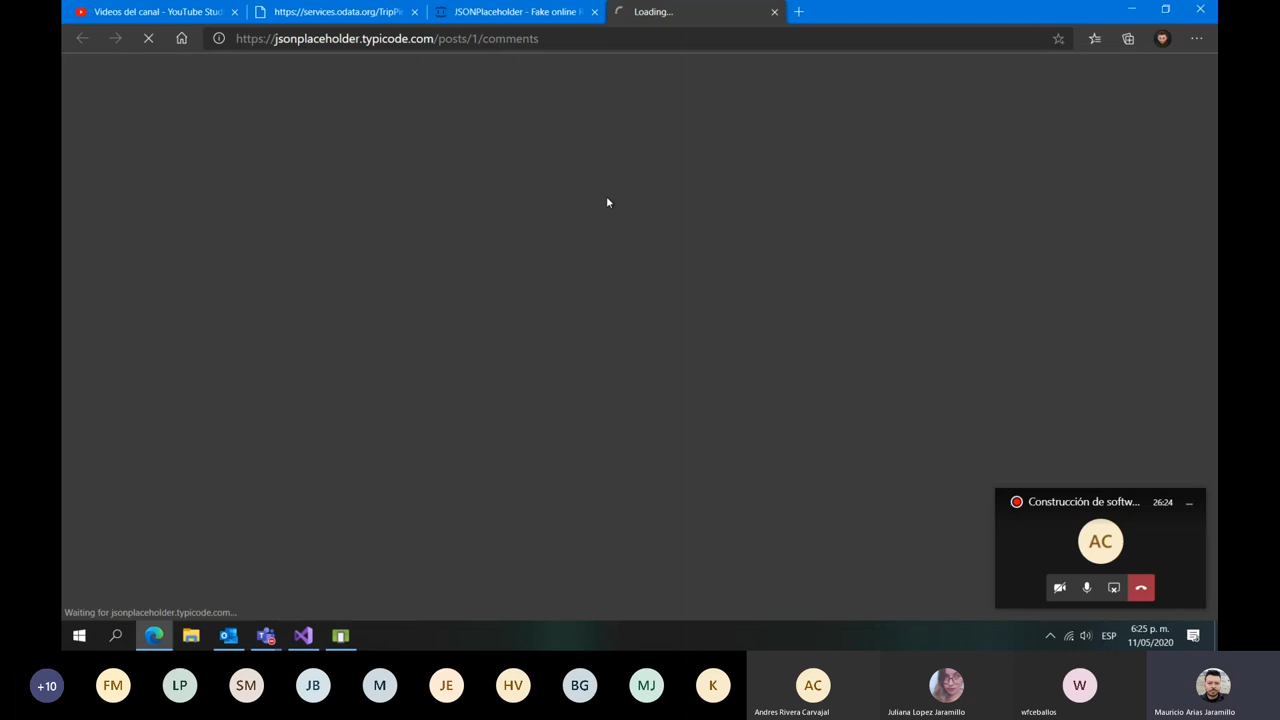 Videos del canal - YouTube Stud
https://services.odata.org/TripPi
JSONPlaceholder - Fake online R
Loading...
https://jsonplaceholder.typicode.com/posts/1/comments
Construcción de softw...
26:24
AC
Waiting for jsonplaceholder.typicode.com...
ESP
6:25 p. m.
11/05/2020
+10
FM
LP
SM
JB
M
JE
HV
BG
MJ
K
AC
W
Andres Rivera Carvajal
Juliana Lopez Jaramillo
wfceballos
Mauricio Arias Jaramillo